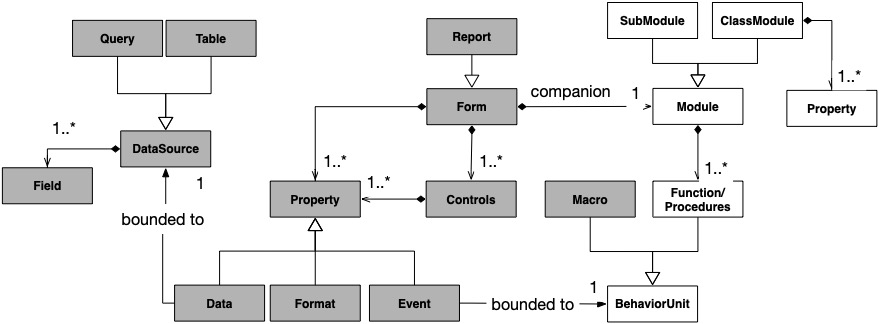 SubModule
ClassModule
Query
Table
Report
1..*
companion
1
Form
Module
Property
1..*
DataSource
1
1..*
1..*
1..*
Field
Property
Controls
Macro
Function/
Procedures
bounded to
1
Data
Format
Event
bounded to
BehaviorUnit